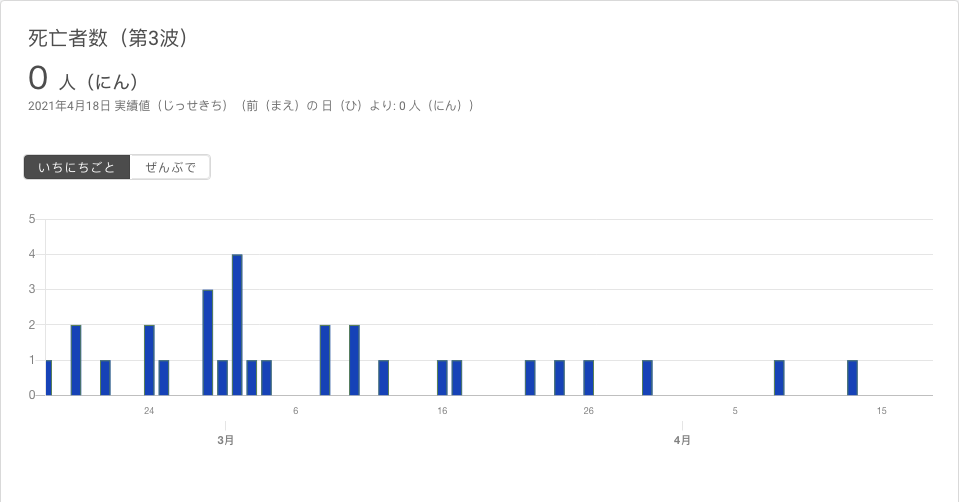 死亡者数（第3波）
0 人（にん）
2021年4月18日 実績値（じっせきち）（前（まえ）の 日（ひ）より: 0 人（にん））
いちにちごと ぜんぶで
5
4
3
2
1
0
24 6 16 26 5 15
3月 4月